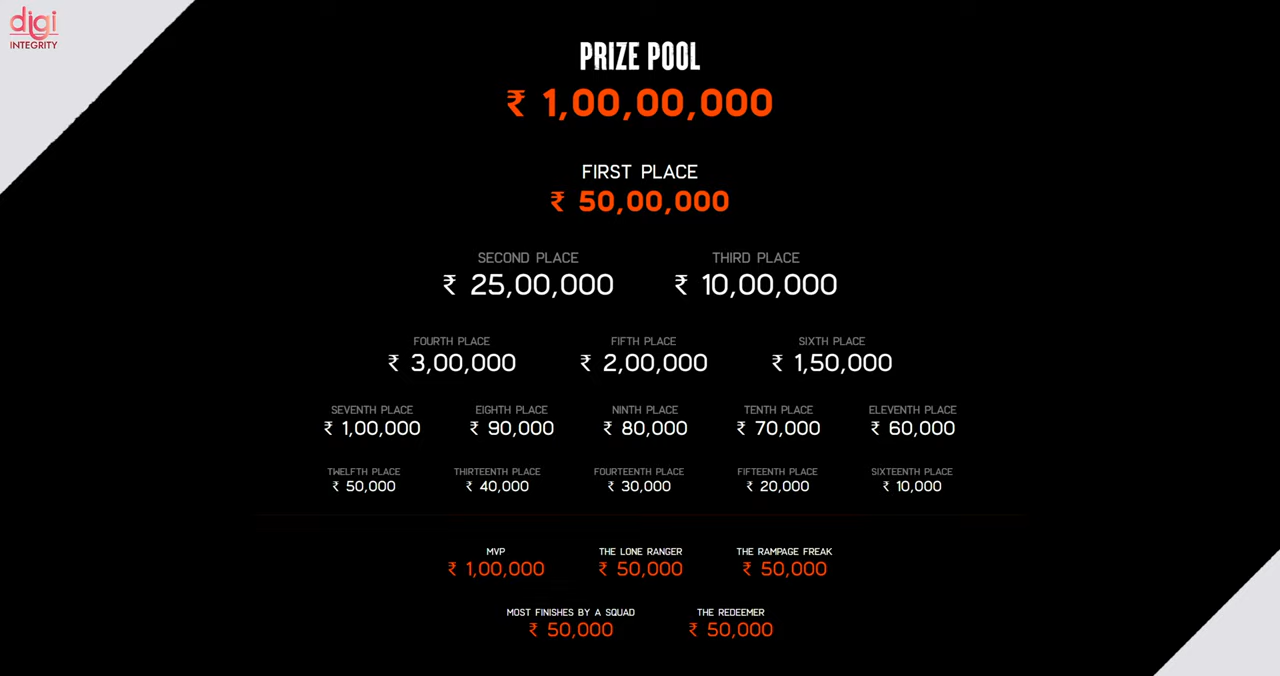 digi
INTEGRITY
PRIZE POOL
₹ 1,00,00,000
FIRST PLACE
₹ 50,00,000
SECOND PLACE THIRD PLACE
₹ 25,00,000 ₹ 10,00,000
FOURTH PLACE FIFTH PLACE SIXTH PLACE
₹ 3,00,000 ₹ 2,00,000 ₹ 1,50,000
SEVENTH PLACE EIGHTH PLACE NINTH PLACE TENTH PLACE ELEVENTH PLACE
₹ 1,00,000 ₹ 90,000 ₹ 80,000 ₹ 70,000 ₹ 60,000
TWELFTH PLACE THIRTEENTH PLACE FOURTEENTH PLACE FIFTEENTH PLACE SIXTEENTH PLACE
₹ 50,000 ₹ 40,000 ₹ 30,000 ₹ 20,000 ₹ 10,000
MVP THE LONE RANGER THE RAMPAGE FREAK
₹ 1,00,000 ₹ 50,000 ₹ 50,000
MOST FINISHES BY A SQUAD THE REDEEMER
₹ 50,000 ₹ 50,000